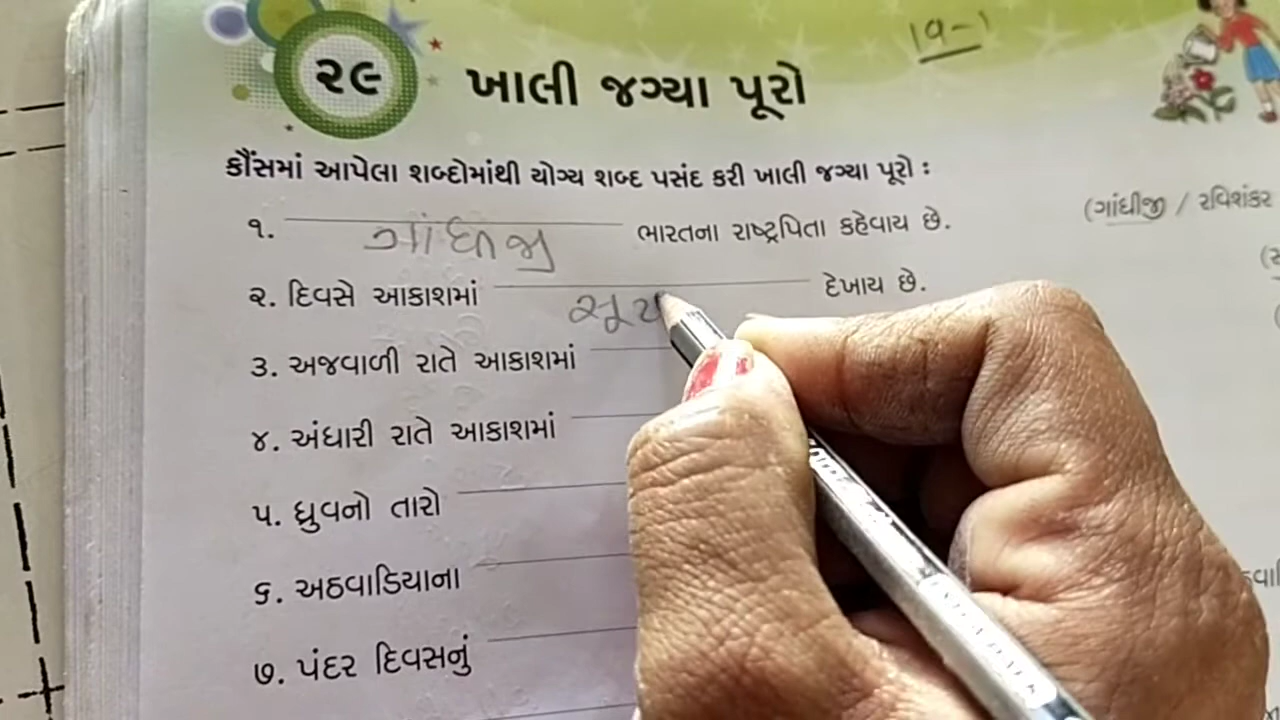 ૧૭-૧
૨૯ ખાલી જગ્યા પૂરો
કૌંસમાં આપેલા શબ્દોમાંથી યોગ્ય શબ્દ પસંદ કરી ખાલી જગ્યા પૂરો :
૧. ગાંધીજી ભારતના રાષ્ટ્રપિતા કહેવાય છે. (ગાંધીજી / રવિશંકર
૨. દિવસે આકાશમાં સૂય દેખાય છે.
૩. અજવાળી રાતે આકાશમાં
૪. અંધારી રાતે આકાશમાં
૫. ધ્રુવનો તારો
૬. અઠવાડિયાના
૭. પંદર દિવસનું